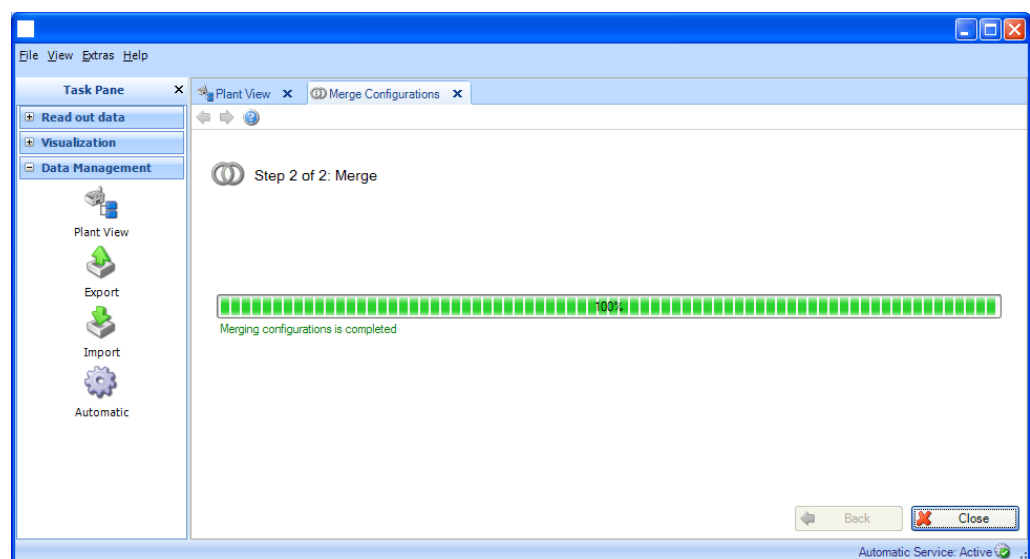 File View Extras Help
Task Pane
Plant View
Merge Configurations
Read out data
Visualization
Data Management
Step 2 of 2: Merge
Plant View
Export
Import
Automatic
100%
Merging configurations is completed
Back
Close
Automatic Service: Active